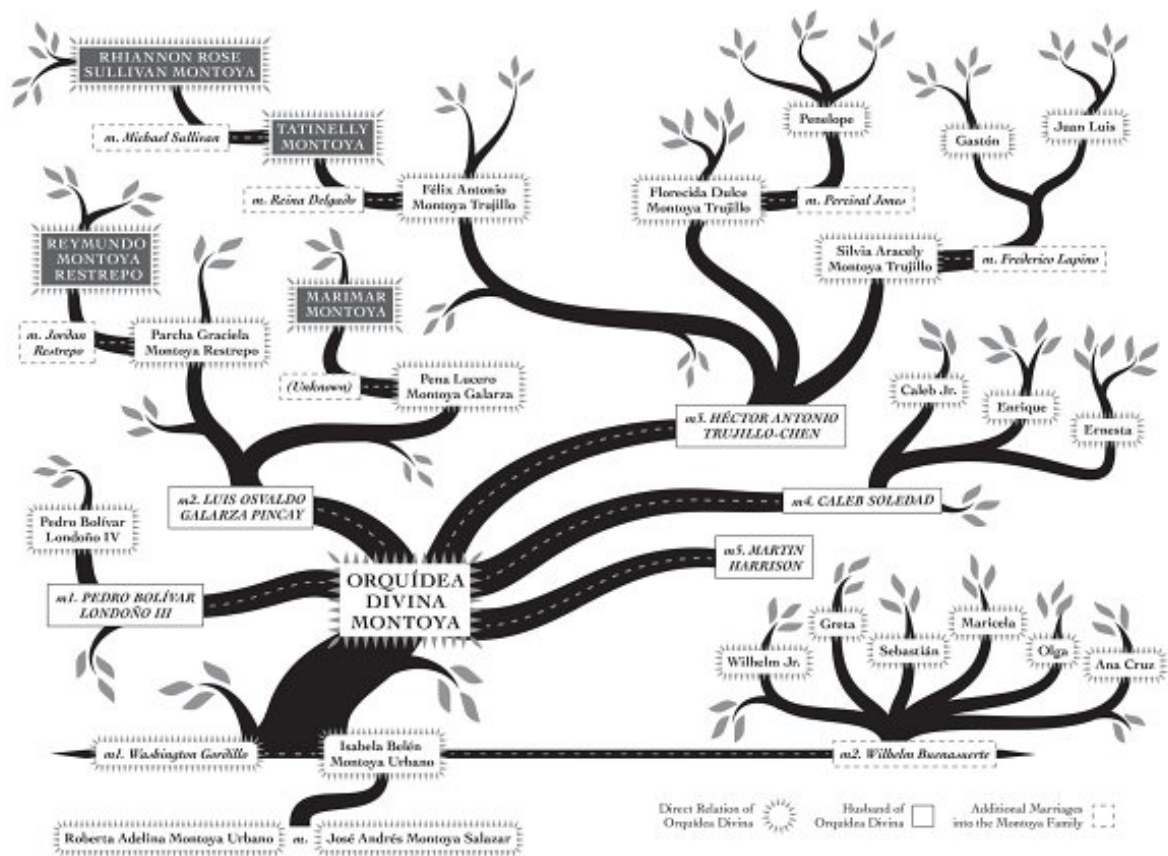 RHIANNON ROSE
SULLIVAN MONTOYA
m. Michael Sullivan
TATINELLY
MONTOYA
m. Reina Delgado
Félix Antonio
Montoya Trujillo
Florecida Dulce
Montoya Trujillo
Penelope
m. Percival Jones
Gastón
Juan Luis
Silvia Aracely
Montoya Trujillo
m. Frederico Lapino
REYMUNDO
MONTOYA
RESTREPO
m. Jordan
Restrepo
Parcha Graciela
Montoya Restrepo
MARIMAR
MONTOYA
(Unknown)
Pena Lucero
Montoya Galarza
m3. HÉCTOR ANTONIO
TRUJILLO-CHEN
Caleb Jr.
Enrique
Ernesta
m2. LUIS OSVALDO
GALARZA PINCAY
m4. CALEB SOLEDAD
Pedro Bolívar
Londoño IV
m1. PEDRO BOLÍVAR
LONDOÑO III
ORQUÍDEA
DIVINA
MONTOYA
m5. MARTIN
HARRISON
Wilhelm Jr.
Greta
Sebastián
Maricela
Olga
Ana Cruz
m1. Washington Gordillo
Isabela Belén
Montoya Urbano
m2. Wilhelm Buenasuerte
Roberta Adelina Montoya Urbano
m.
José Andrés Montoya Salazar
Direct Relation of
Orquídea Divina
Husband of
Orquídea Divina
Additional Marriages
into the Montoya Family